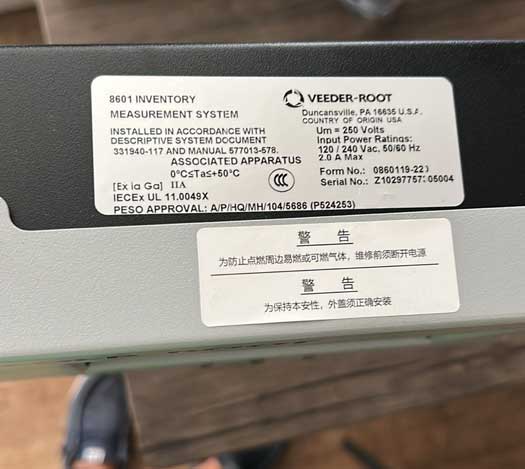 8601 INVENTORY
MEASUREMENT SYSTEM
INSTALLED IN ACCORDANCE WITH
DESCRIPTIVE SYSTEM DOCUMENT
331940-117 AND MANUAL 577013-578.
ASSOCIATED APPARATUS
0°C≤Ta≤+50°C
[Ex ia Ga] IIA
IECEx UL 11.0049X
PESO APPROVAL: A/P/HQ/MH/104/5686 (P524253)
VEEDER-ROOT
Duncansville, PA 16635 U.S.A.
COUNTRY OF ORIGIN USA
Um = 250 Volts
Input Power Ratings:
120 / 240 Vac, 50/60 Hz
2.0 A Max
Form No.: 0860119-22)
Serial No.: Z10297757:05004
CCC
警 告
为防止点燃周边易燃或可燃气体，维修前须断开电源
警 告
为保持本安性，外盖须正确安装